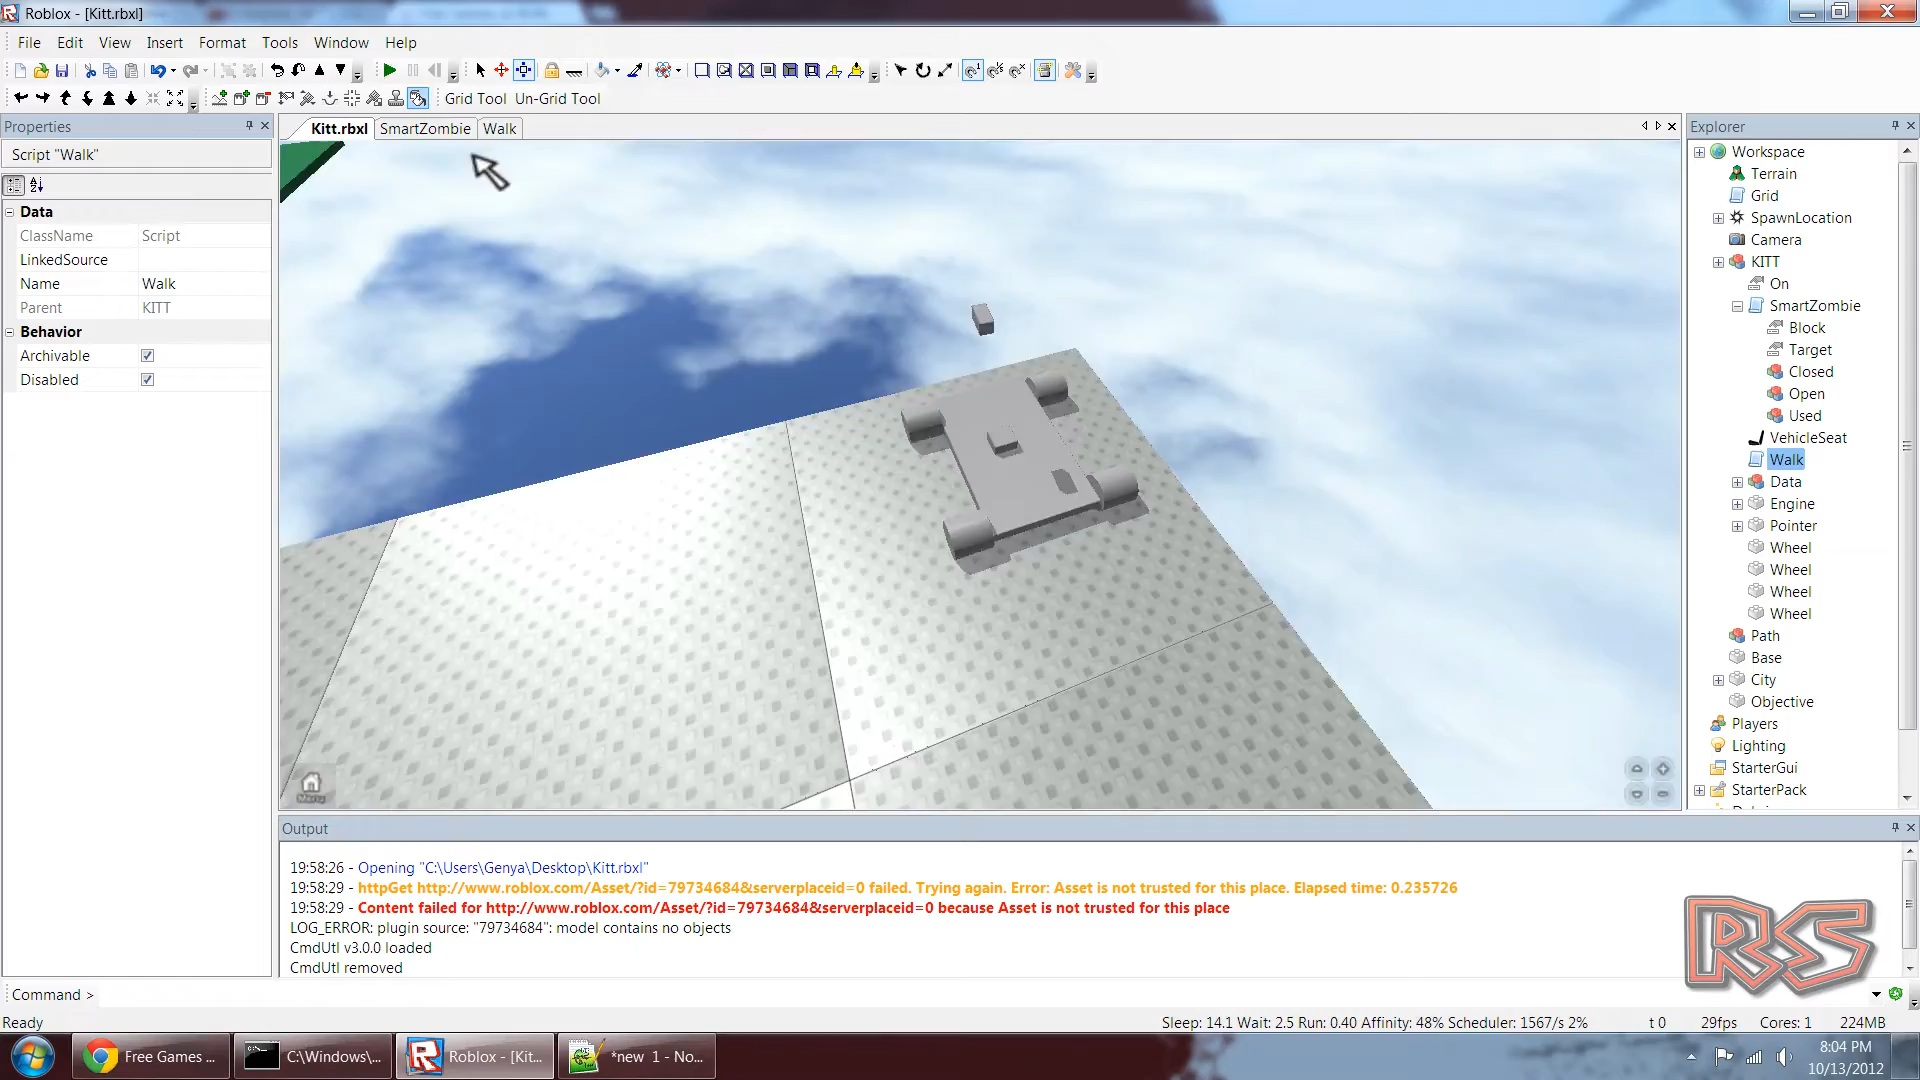 Roblox - [Kitt.rbxl]
File Edit View Insert Format Tools Window Help
Grid Tool Un-Grid Tool
Properties
Script "Walk"
Data
ClassName Script
LinkedSource
Name Walk
Parent KITT
Behavior
Archivable
Disabled
Kitt.rbxl SmartZombie Walk
Menu
Explorer
Workspace
Terrain
Grid
SpawnLocation
Camera
KITT
On
SmartZombie
Block
Target
Closed
Open
Used
VehicleSeat
Walk
Data
Engine
Pointer
Wheel
Wheel
Wheel
Wheel
Path
Base
City
Objective
Players
Lighting
StarterGui
StarterPack
Output
19:58:26 - Opening "C:\Users\Genya\Desktop\Kitt.rbxl"
19:58:29 - httpGet http://www.roblox.com/Asset/?id=79734684&serverplaceid=0 failed. Trying again. Error: Asset is not trusted for this place. Elapsed time: 0.235726
19:58:29 - Content failed for http://www.roblox.com/Asset/?id=79734684&serverplaceid=0 because Asset is not trusted for this place
LOG_ERROR: plugin source: "79734684": model contains no objects
CmdUtl v3.0.0 loaded
CmdUtl removed
RS
Command >
Ready
Sleep: 14.1 Wait: 2.5 Run: 0.40 Affinity: 48% Scheduler: 1567/s 2% t 0 29fps Cores: 1 224MB
Free Games ... C:\Windows\... Roblox - [Kit... *new 1 - No...
8:04 PM
10/13/2012